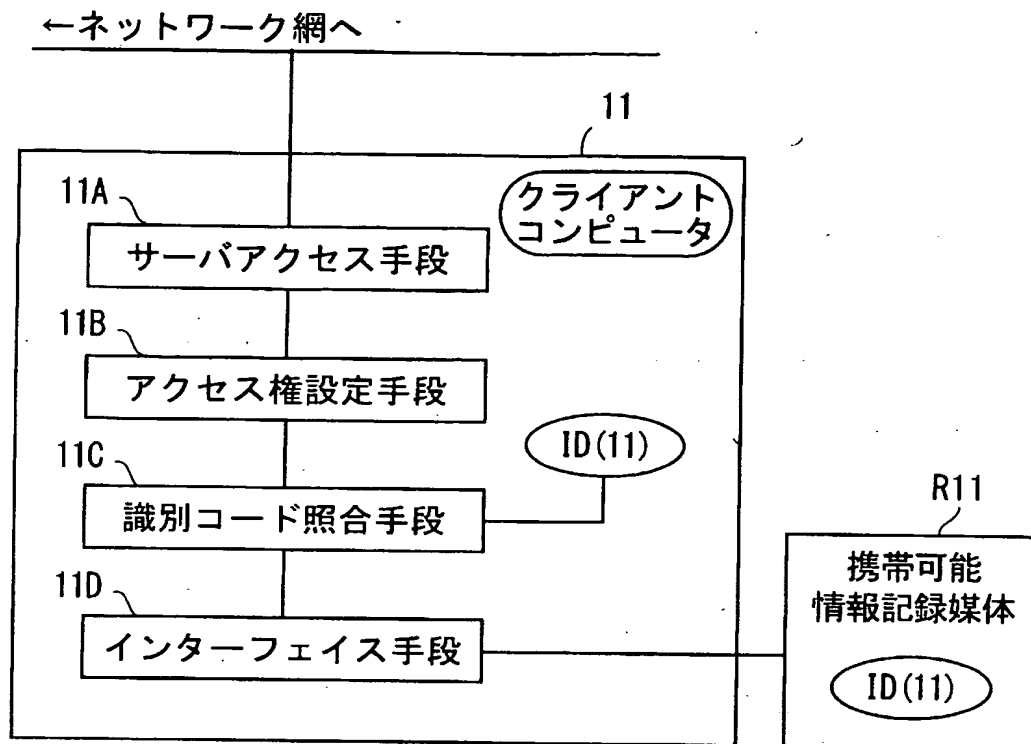 ←ネットワーク網へ
11
クライアント
コンピュータ
11A
サーバアクセス手段
11B
アクセス権設定手段
ID(11)
11C
識別コード照合手段
R11
携帯可能
情報記録媒体
ID(11)
11D
インターフェイス手段